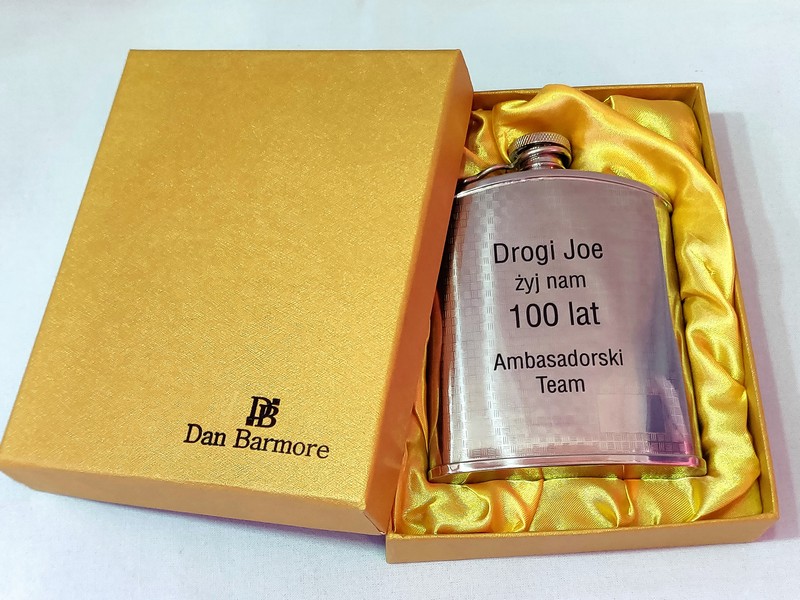 Drogi Joe
żyj nam
100 lat
Ambasadorski
Team
DB
Dan Barmore